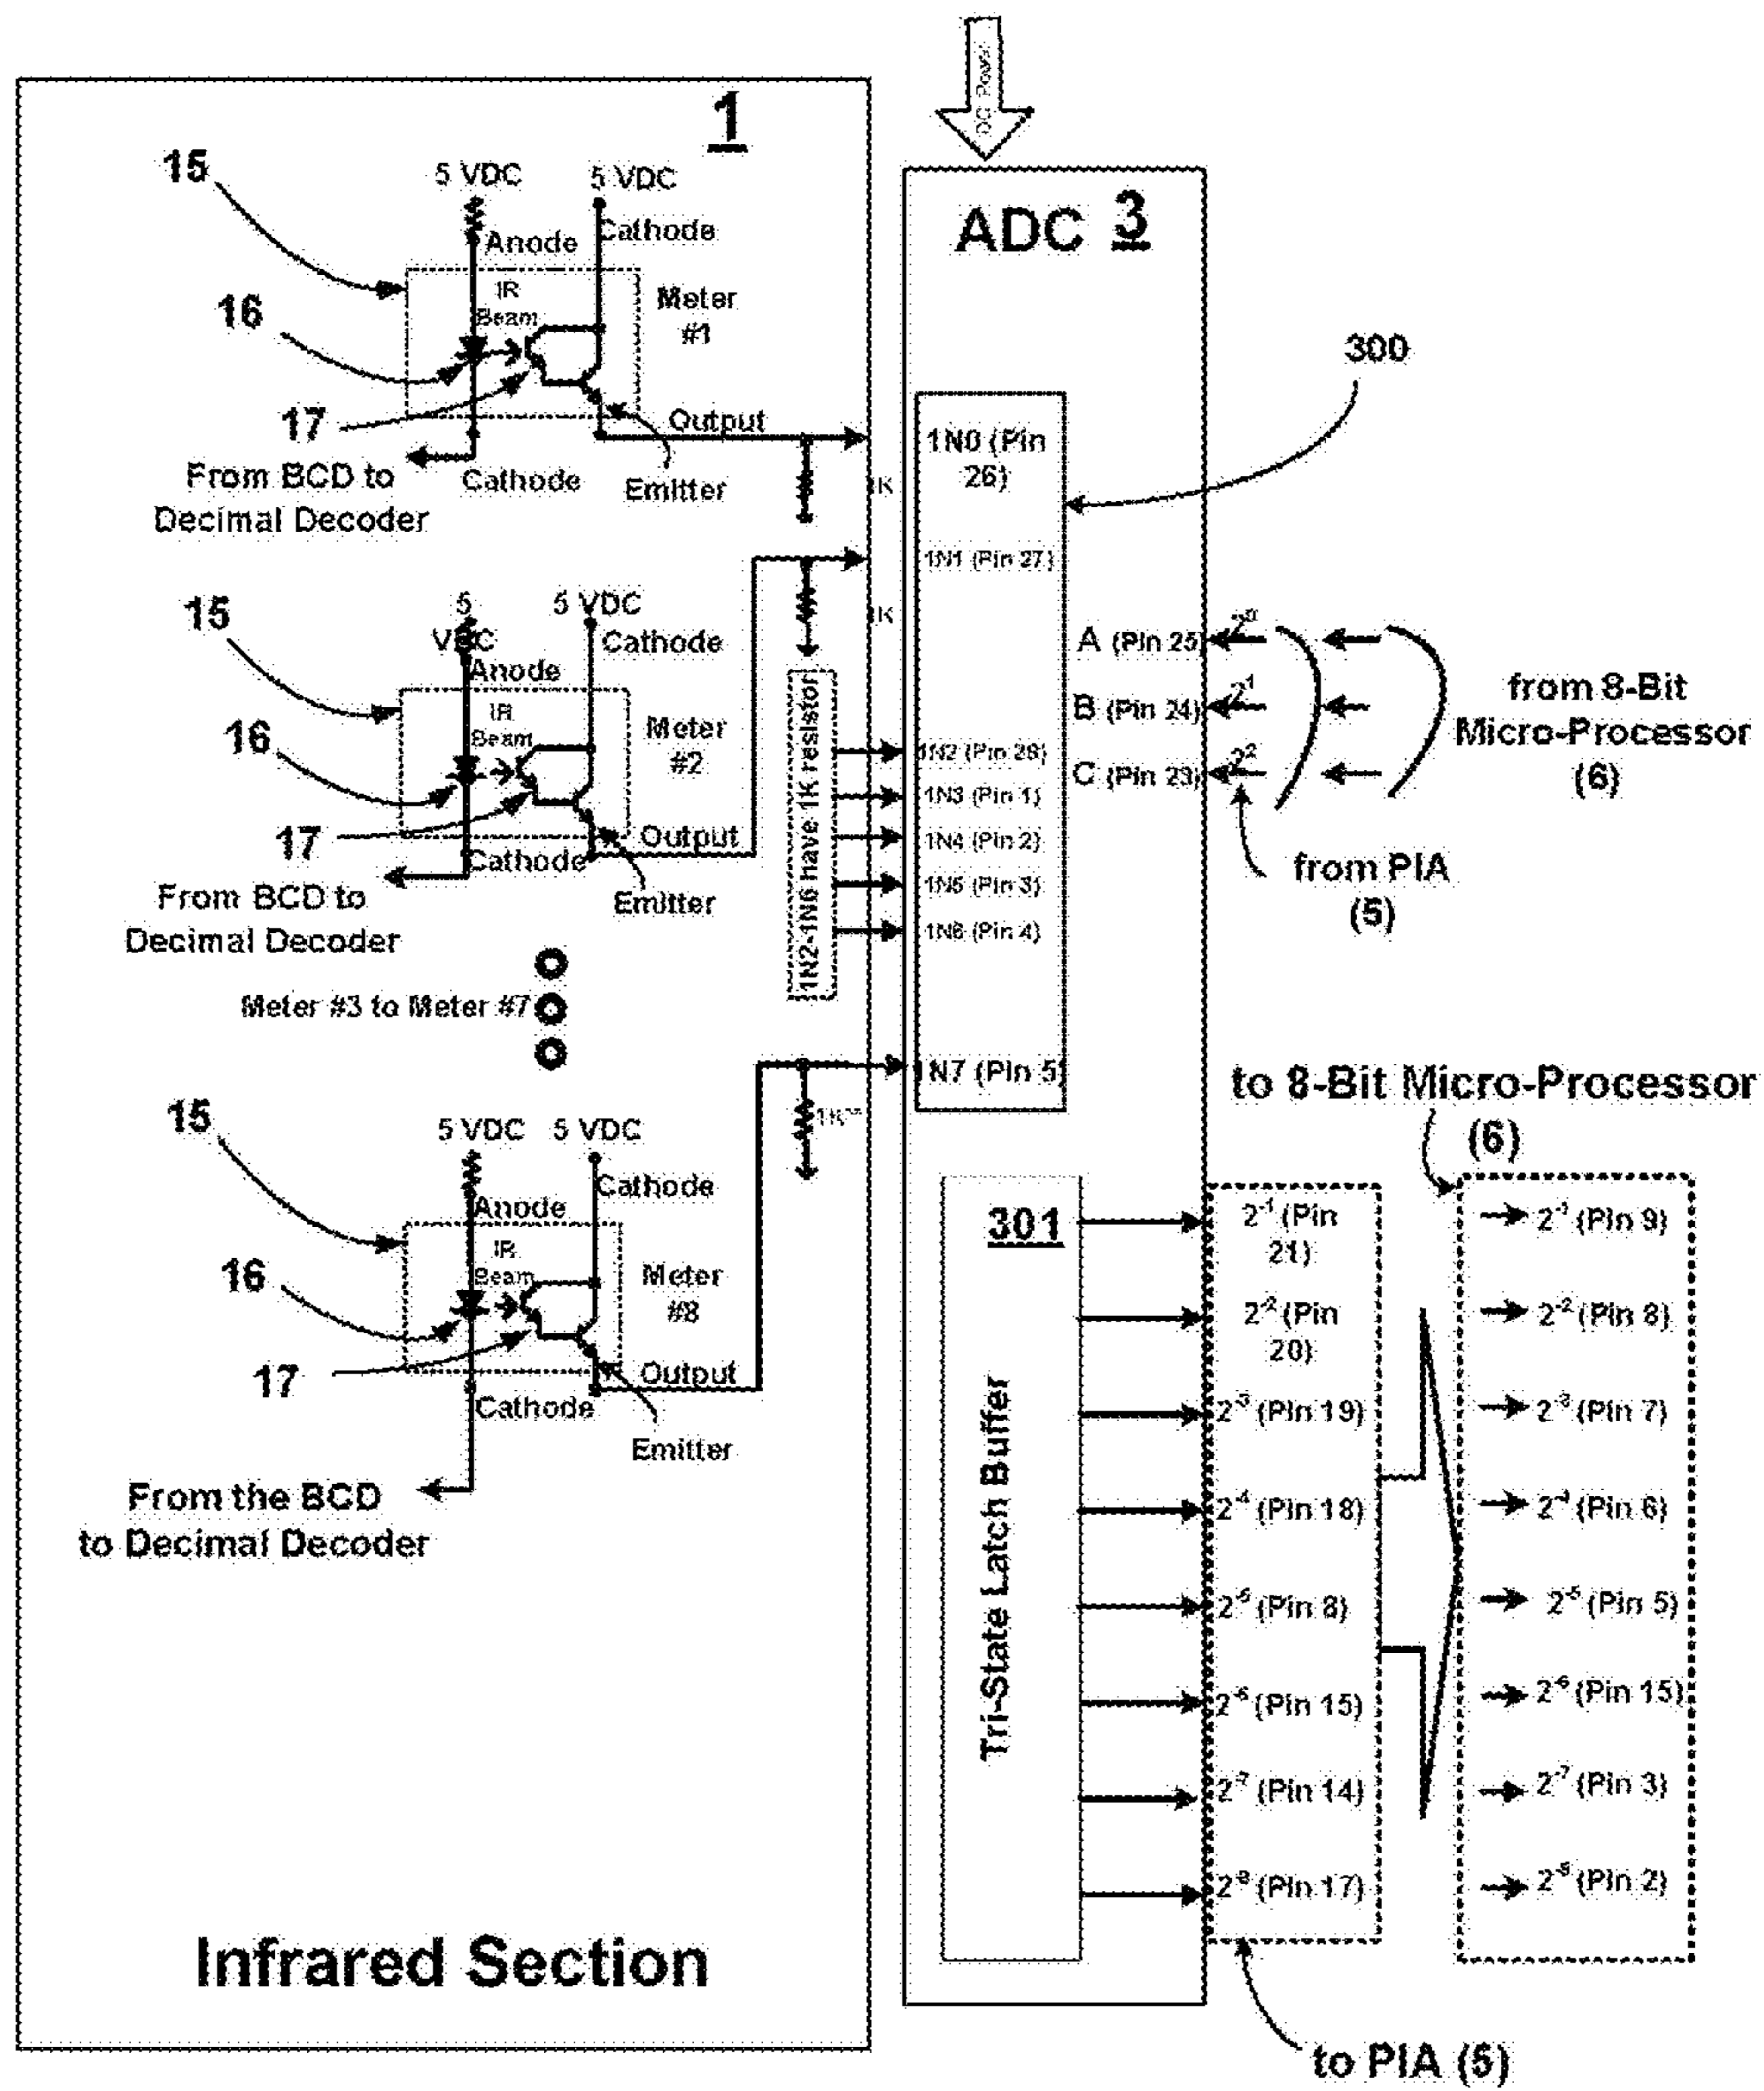 1
DC Power
15
5 VDC
5 VDC
Anode
Cathode
IR
Beam
Meter
#1
16
17
Output
From BCD to
Decimal Decoder
Cathode
Emitter
1K
1K
15
5
VDC
5 VDC
Cathode
Anode
IR
Beam
Meter
#2
16
17
Output
Cathode
From BCD to
Decimal Decoder
Emitter
Meter #3 to Meter #7
1N2-1N6 have 1K resistor
15
5 VDC
5 VDC
Cathode
Anode
IR
Beam
Meter
#8
16
17
Output
Cathode
Emitter
From the BCD
to Decimal Decoder
Infrared Section
ADC 3
300
1N0 (Pin
26)
1N1 (Pin 27)
1N2 (Pin 28)
1N3 (Pin 1)
1N4 (Pin 2)
1N5 (Pin 3)
1N6 (Pin 4)
1N7 (Pin 5)
A (Pin 25)
B (Pin 24)
C (Pin 23)
2⁰
2¹
2²
from 8-Bit
Micro-Processor
(6)
from PIA
(5)
to 8-Bit Micro-Processor
(6)
301
Tri-State Latch Buffer
2⁻¹ (Pin
21)
2⁻² (Pin
20)
2⁻³ (Pin 19)
2⁻⁴ (Pin 18)
2⁻⁵ (Pin 8)
2⁻⁶ (Pin 15)
2⁻⁷ (Pin 14)
2⁻⁸ (Pin 17)
2⁻¹ (Pin 9)
2⁻² (Pin 8)
2⁻³ (Pin 7)
2⁻⁴ (Pin 6)
2⁻⁵ (Pin 5)
2⁻⁶ (Pin 15)
2⁻⁷ (Pin 3)
2⁻⁸ (Pin 2)
to PIA (5)